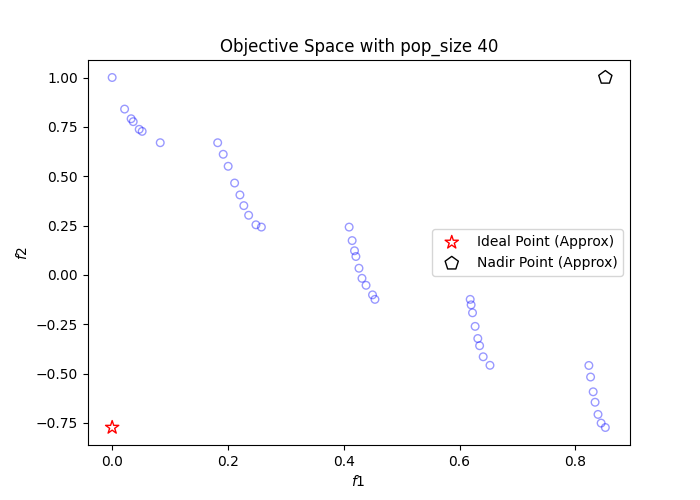 Objective Space with pop_size 40
1.00
0.75
0.50
0.25
0.00
−0.25
−0.50
−0.75
f2
Ideal Point (Approx)
Nadir Point (Approx)
0.0 0.2 0.4 0.6 0.8
f1